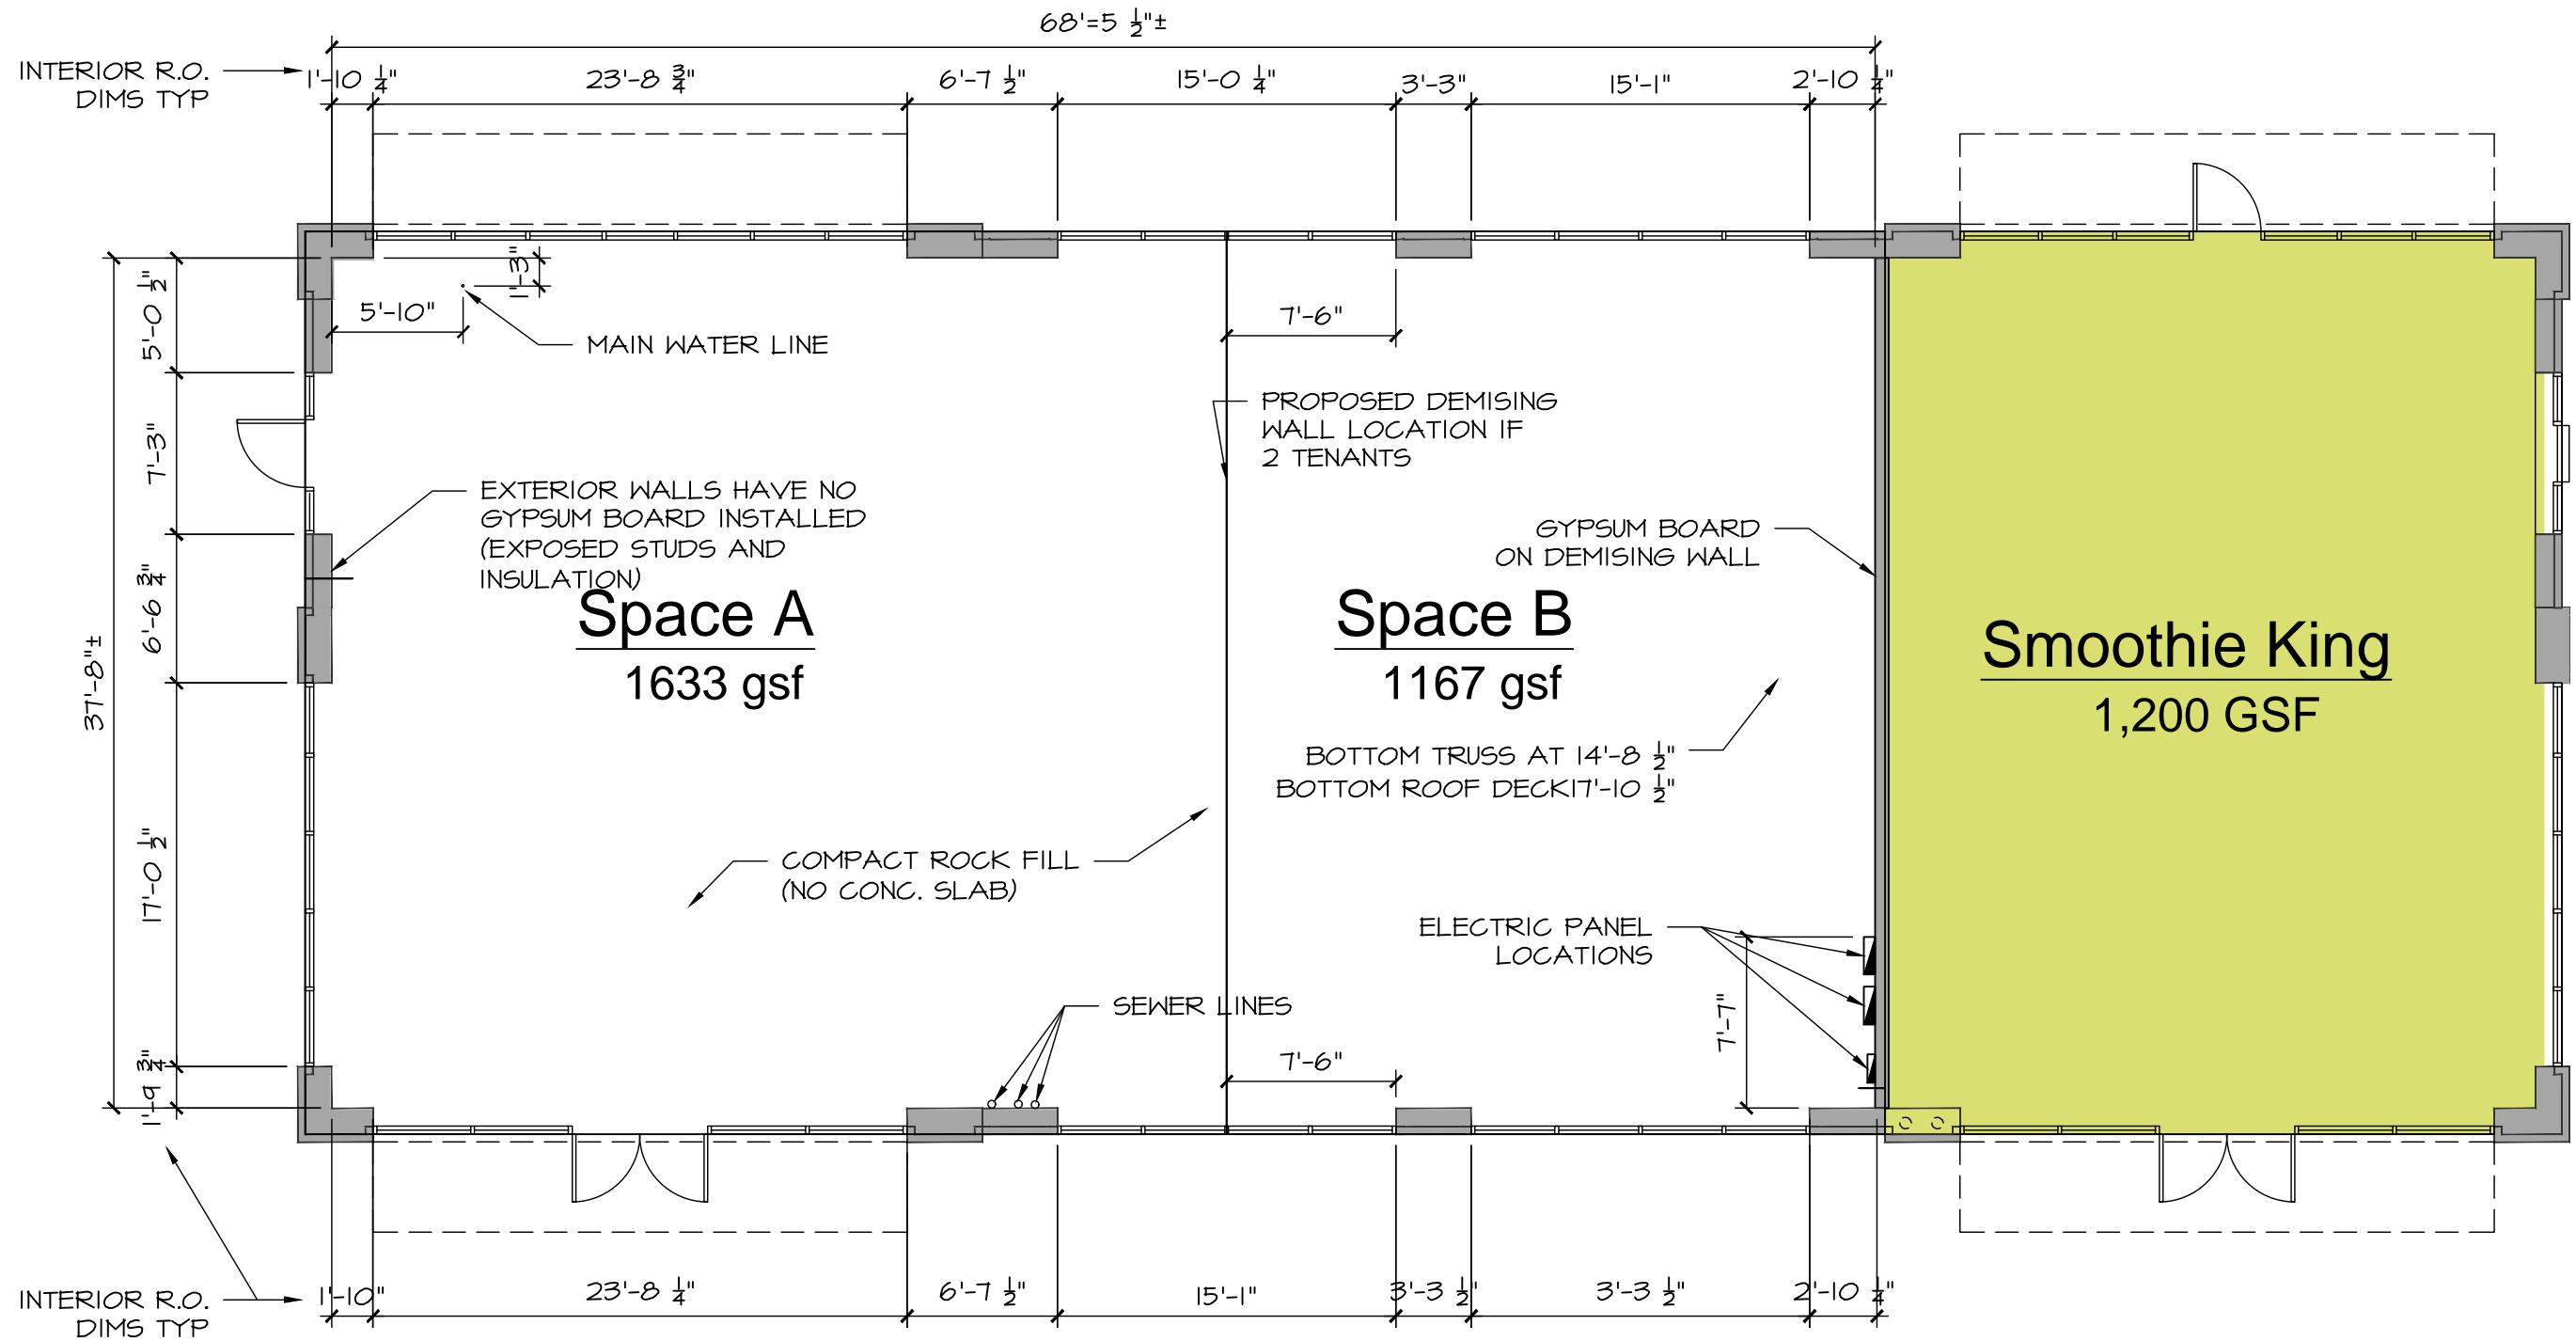 68'=5 1/2"±
INTERIOR R.O.
DIMS TYP
1'-10 1/4"
23'-8 3/4"
6'-7 1/2"
15'-0 1/4"
3'-3"
15'-1"
2'-10 1/4"
5'-0 1/2"
1'-3"
5'-10"
MAIN WATER LINE
7'-6"
7'-3"
PROPOSED DEMISING
WALL LOCATION IF
2 TENANTS
EXTERIOR WALLS HAVE NO
GYPSUM BOARD INSTALLED
(EXPOSED STUDS AND
INSULATION)
GYPSUM BOARD
ON DEMISING WALL
6'-6 3/4"
37'-8"±
Space A
1633 gsf
Space B
1167 gsf
Smoothie King
1,200 GSF
BOTTOM TRUSS AT 14'-8 1/2"
BOTTOM ROOF DECK17'-10 1/2"
17'-0 1/2"
COMPACT ROCK FILL
(NO CONC. SLAB)
ELECTRIC PANEL
LOCATIONS
SEWER LINES
7'-7"
7'-6"
1'-9 3/4"
INTERIOR R.O.
DIMS TYP
1'-10"
23'-8 1/4"
6'-7 1/2"
15'-1"
3'-3 1/2"
3'-3 1/2"
2'-10 1/4"